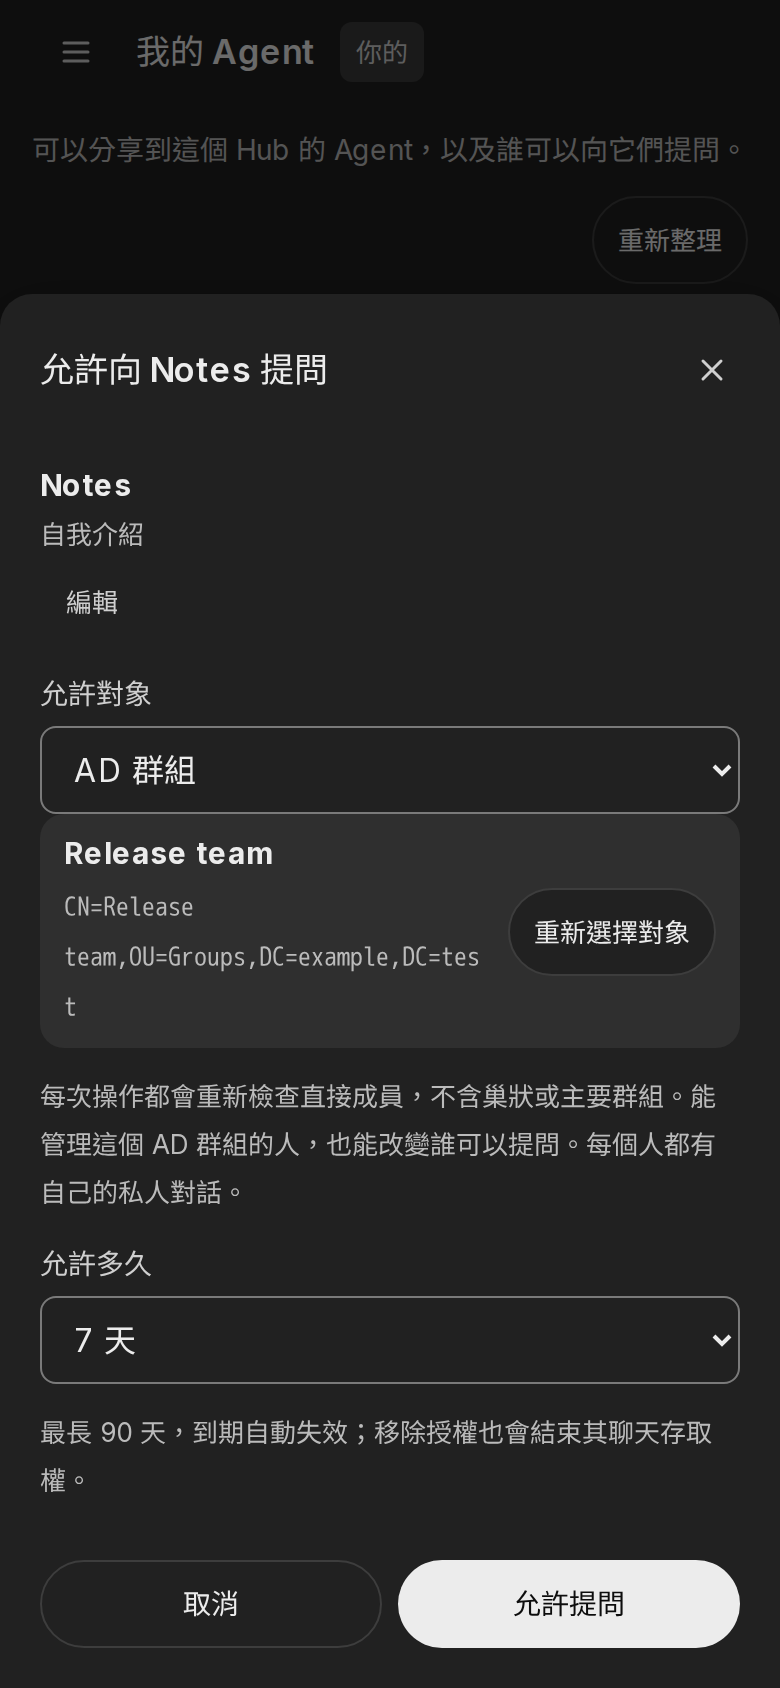 我的 Agent 你的
可以分享到這個 Hub 的 Agent，以及誰可以向它們提問。
重新整理
允許向 Notes 提問
Notes
自我介紹
編輯
允許對象
AD 群組
Release team
CN=Release
team,OU=Groups,DC=example,DC=tes
t
重新選擇對象
每次操作都會重新檢查直接成員，不含巢狀或主要群組。能
管理這個 AD 群組的人，也能改變誰可以提問。每個人都有
自己的私人對話。
允許多久
7 天
最長 90 天，到期自動失效；移除授權也會結束其聊天存取
權。
取消
允許提問